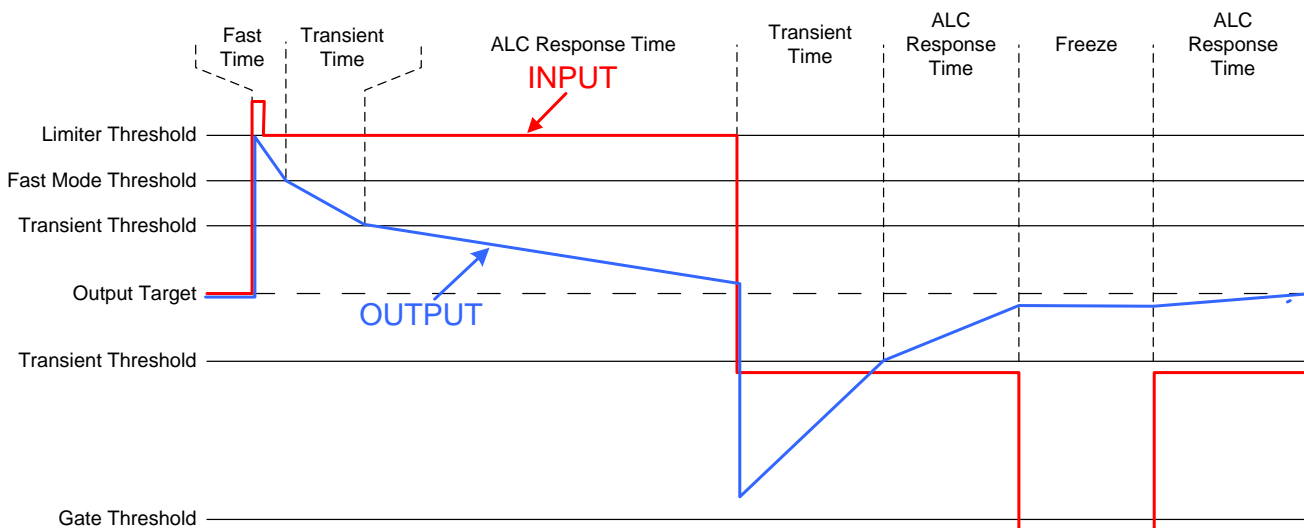 Fast
Time
Transient
Time
ALC Response Time
Transient
Time
ALC
Response
Time
Freeze
ALC
Response
Time
INPUT
Limiter Threshold
Fast Mode Threshold
Transient Threshold
Output Target
OUTPUT
Transient Threshold
Gate Threshold